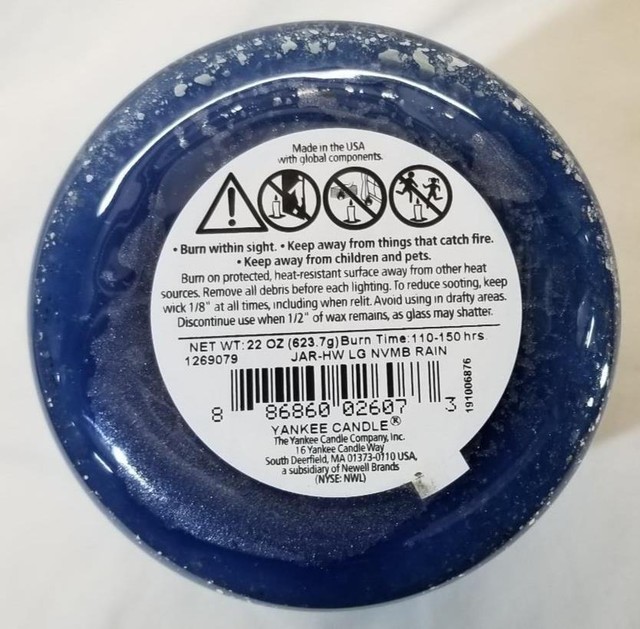 Made in the USA
with global components.
• Burn within sight. • Keep away from things that catch fire.
• Keep away from children and pets.
Burn on protected, heat-resistant surface away from other heat
sources. Remove all debris before each lighting. To reduce sooting, keep
wick 1/8" at all times, including when relit. Avoid using in drafty areas.
Discontinue use when 1/2" of wax remains, as glass may shatter.
NET WT: 22 OZ (623.7g) Burn Time: 110-150 hrs
1269079 JAR-HW LG NVMB RAIN
8 86860 02607 3
191006876
YANKEE CANDLE®
The Yankee Candle Company, Inc.
16 Yankee Candle Way
South Deerfield, MA 01373-0110 USA,
a subsidiary of Newell Brands
(NYSE: NWL)